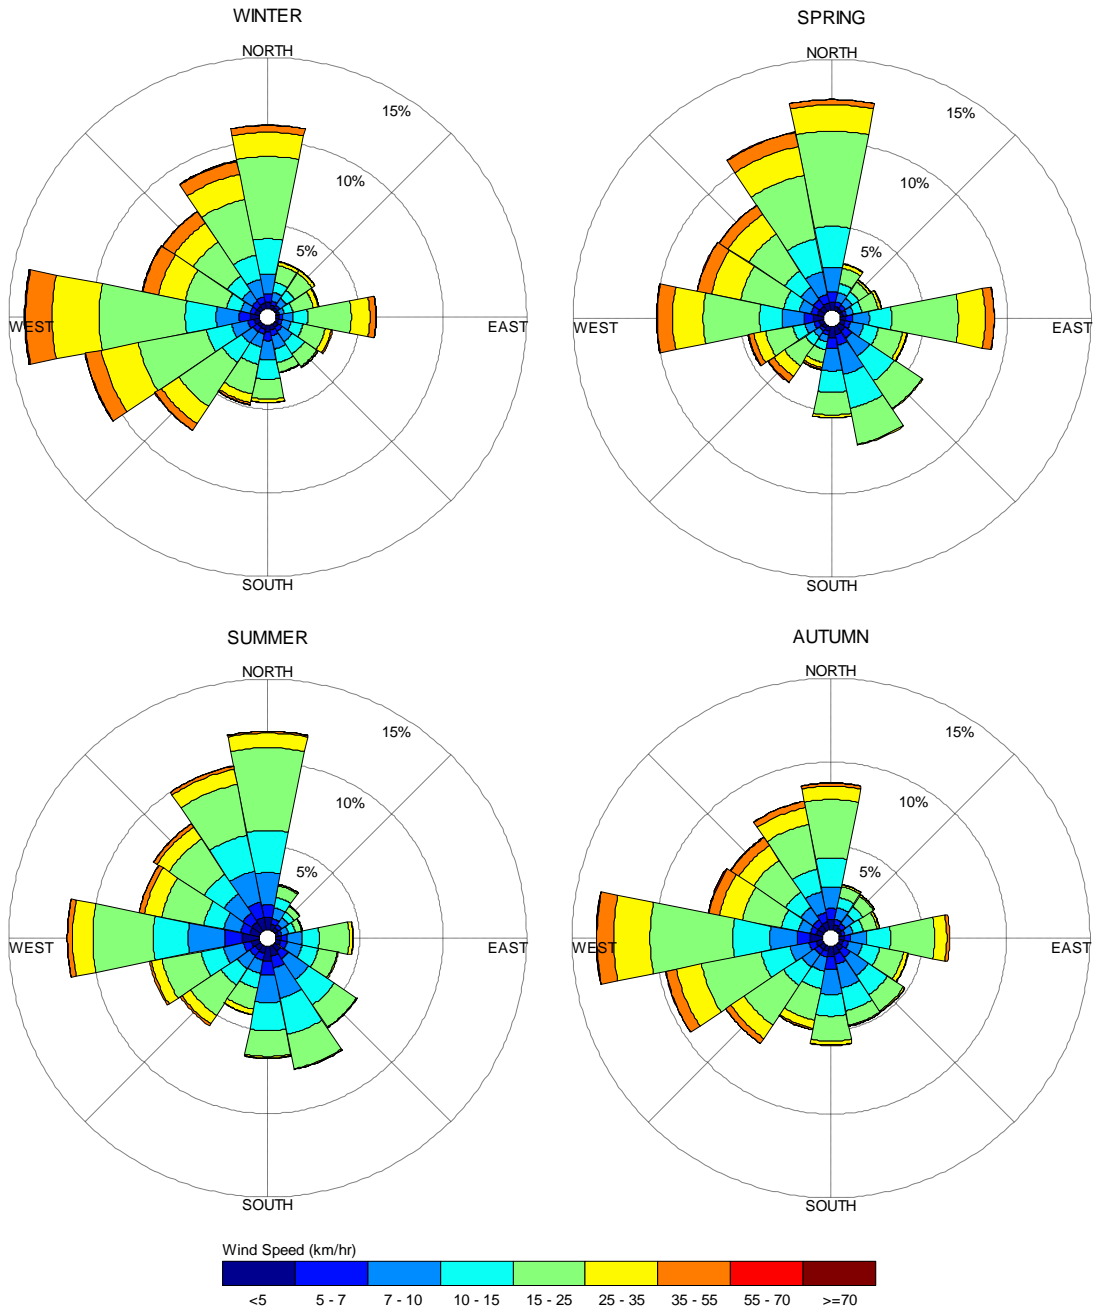 WINTER
NORTH
15%
10%
5%
WEST
EAST
SOUTH
SPRING
NORTH
15%
10%
5%
WEST
EAST
SOUTH
SUMMER
NORTH
15%
10%
5%
WEST
EAST
SOUTH
AUTUMN
NORTH
15%
10%
5%
WEST
EAST
SOUTH
Wind Speed (km/hr)
<5 5 - 7 7 - 10 10 - 15 15 - 25 25 - 35 35 - 55 55 - 70 >=70